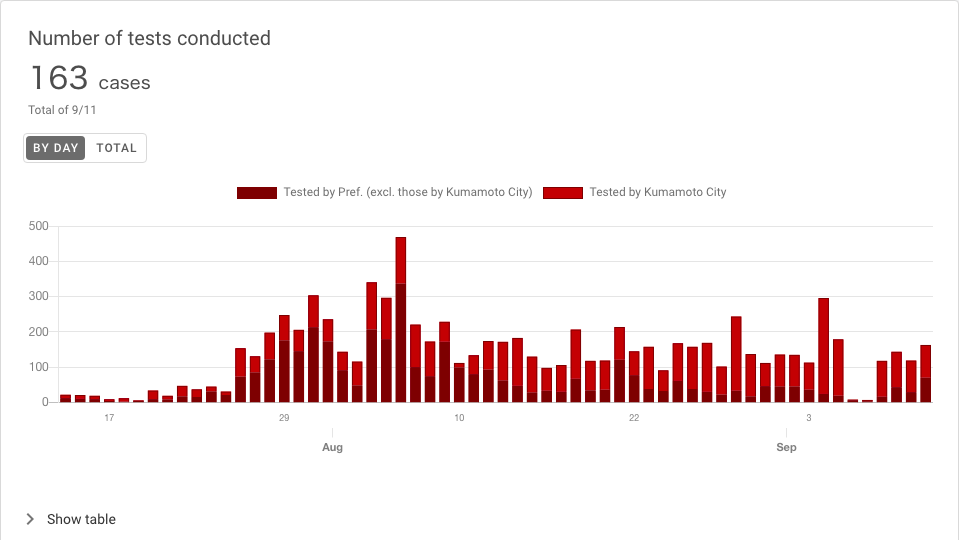 Number of tests conducted
163 cases
Total of 9/11
BY DAY TOTAL
Tested by Pref. (excl. those by Kumamoto City) Tested by Kumamoto City
500
400
300
200
100
0
17 29 10 22 3
Aug Sep
Show table